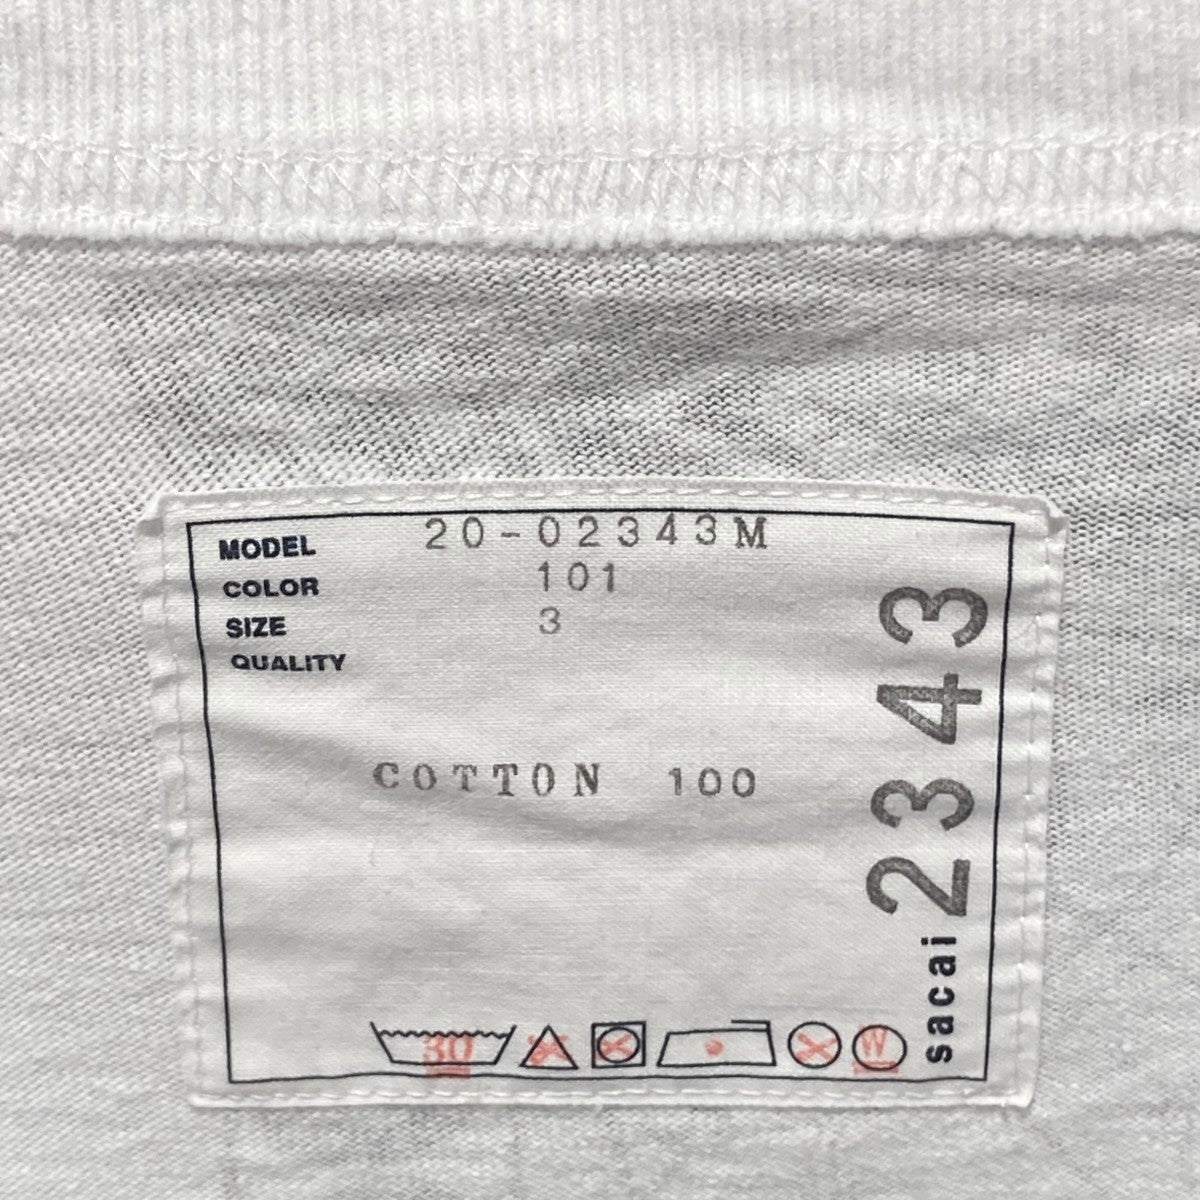 MODEL 20-02343M
COLOR 101
SIZE 3
QUALITY
COTTON 100
sacai 2343
30
W